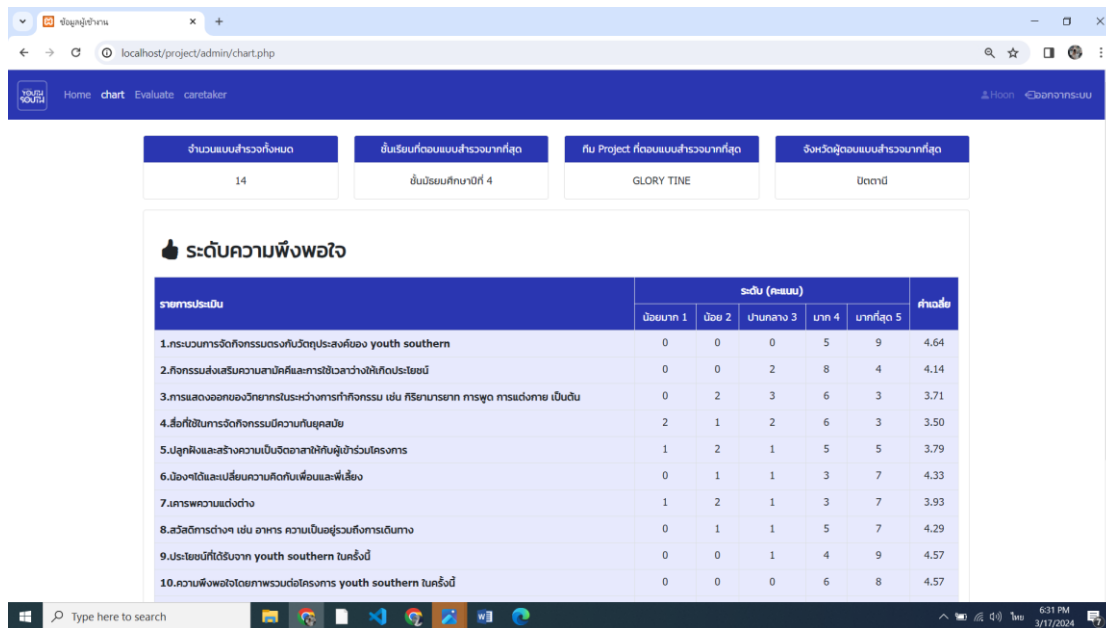 ข้อมูลผู้เข้างาน
localhost/project/admin/chart.php
YOUTH SOUTH
Home chart Evaluate caretaker Hoon ออกจากระบบ
จำนวนแบบสำรวจทั้งหมด ชั้นเรียนที่ตอบแบบสำรวจมากที่สุด ทีม Project ที่ตอบแบบสำรวจมากที่สุด จังหวัดผู้ตอบแบบสำรวจมากที่สุด
14 ชั้นมัธยมศึกษาปีที่ 4 GLORY TINE ปัตตานี
ระดับความพึงพอใจ
รายการประเมิน ระดับ (คะแนน) ค่าเฉลี่ย
น้อยมาก 1 น้อย 2 ปานกลาง 3 มาก 4 มากที่สุด 5
1.กระบวนการจัดกิจกรรมตรงกับวัตถุประสงค์ของ youth southern 0 0 0 5 9 4.64
2.กิจกรรมส่งเสริมความสามัคคีและการใช้เวลาว่างให้เกิดประโยชน์ 0 0 2 8 4 4.14
3.การแสดงออกของวิทยากรในระหว่างการทำกิจกรรม เช่น กิริยามารยาท การพูด การแต่งกาย เป็นต้น 0 2 3 6 3 3.71
4.สื่อที่ใช้ในการจัดกิจกรรมมีความทันยุคสมัย 2 1 2 6 3 3.50
5.ปลูกฝังและสร้างความเป็นจิตอาสาให้กับผู้เข้าร่วมโครงการ 1 2 1 5 5 3.79
6.น้องๆได้และเปลี่ยนความคิดกับเพื่อนและพี่เลี้ยง 0 1 1 3 7 4.33
7.เคารพความแต่งต่าง 1 2 1 3 7 3.93
8.สวัสดิการต่างๆ เช่น อาหาร ความเป็นอยู่รวมถึงการเดินทาง 0 1 1 5 7 4.29
9.ประโยชน์ที่ได้รับจาก youth southern ในครั้งนี้ 0 0 1 4 9 4.57
10.ความพึงพอใจโดยภาพรวมต่อโครงการ youth southern ในครั้งนี้ 0 0 0 6 8 4.57
Type here to search ไทย 6:31 PM
3/17/2024
7